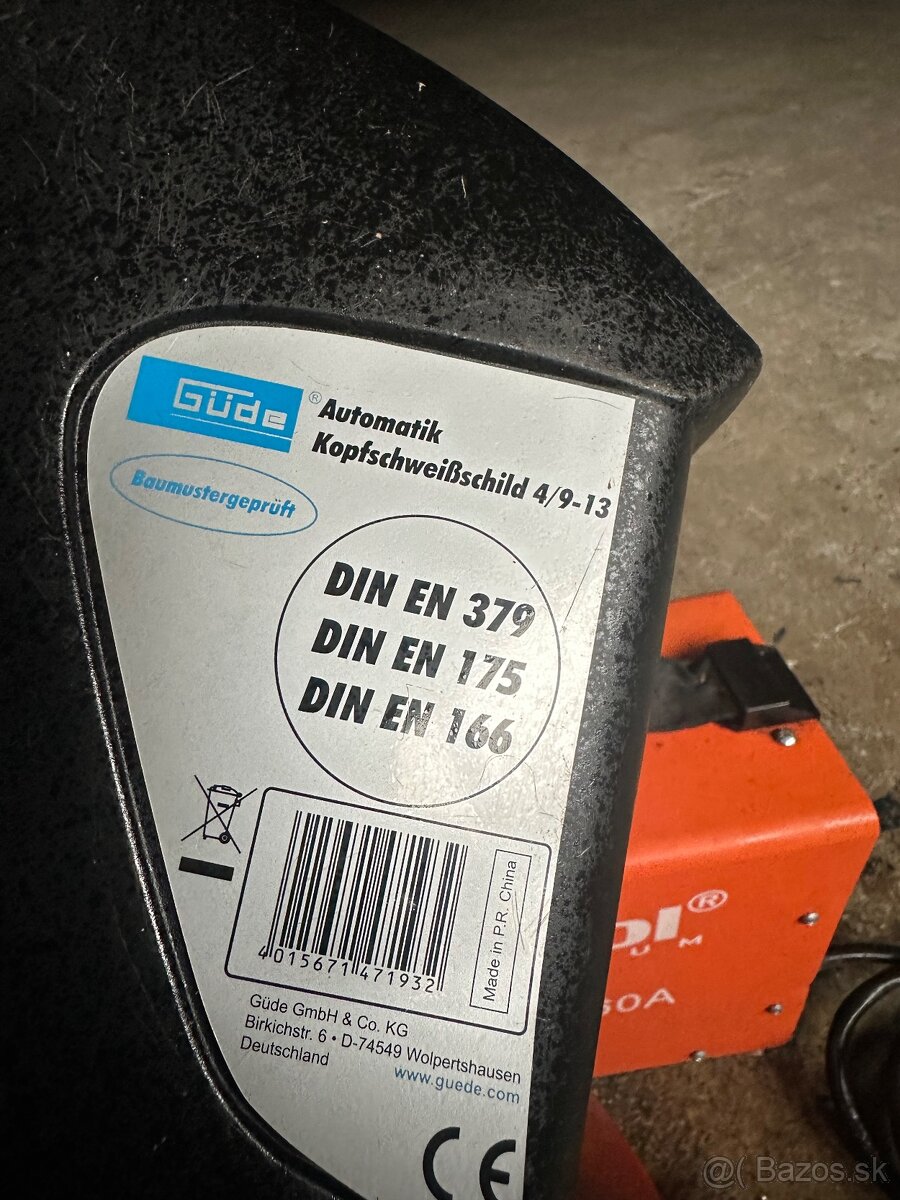 Güde®
Automatik
Kopfschweißschild 4/9-13
Baumustergeprüft
DIN EN 379
DIN EN 175
DIN EN 166
4015671471932
Made in P.R. China
Güde GmbH & Co. KG
Birkichstr. 6 • D-74549 Wolpertshausen
Deutschland
www.guede.com
CE
®
U M
60A
@( Bazos.sk